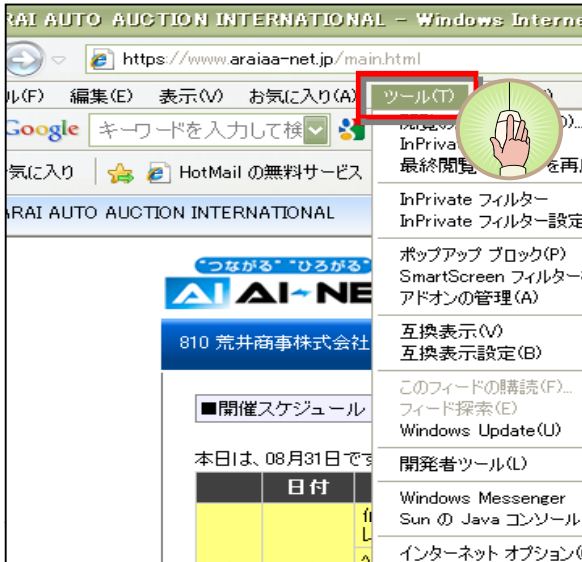 RAI AUTO AUCTION INTERNATIONAL - Windows Interne
https://www.araiaa-net.jp/main.html
ル(F) 編集(E) 表示(V) お気に入り(A) ツール(T)
Google キーワードを入力して検
気に入り HotMail の無料サービス
ARAI AUTO AUCTION INTERNATIONAL
InPriva
最終閲覧 を再
InPrivate フィルター
InPrivate フィルター設定
ポップアップ ブロック(P)
SmartScreen フィルター
アドオンの管理(A)
互換表示(V)
互換表示設定(B)
このフィードの購読(F)...
フィード探索(E)
Windows Update(U)
開発者ツール(L)
Windows Messenger
Sun の Java コンソール
インターネット オプション(
"つながる" "ひろがる"
AI AI-NE
810 荒井商事株式会社
■開催スケジュール
本日は、08月31日です
日付